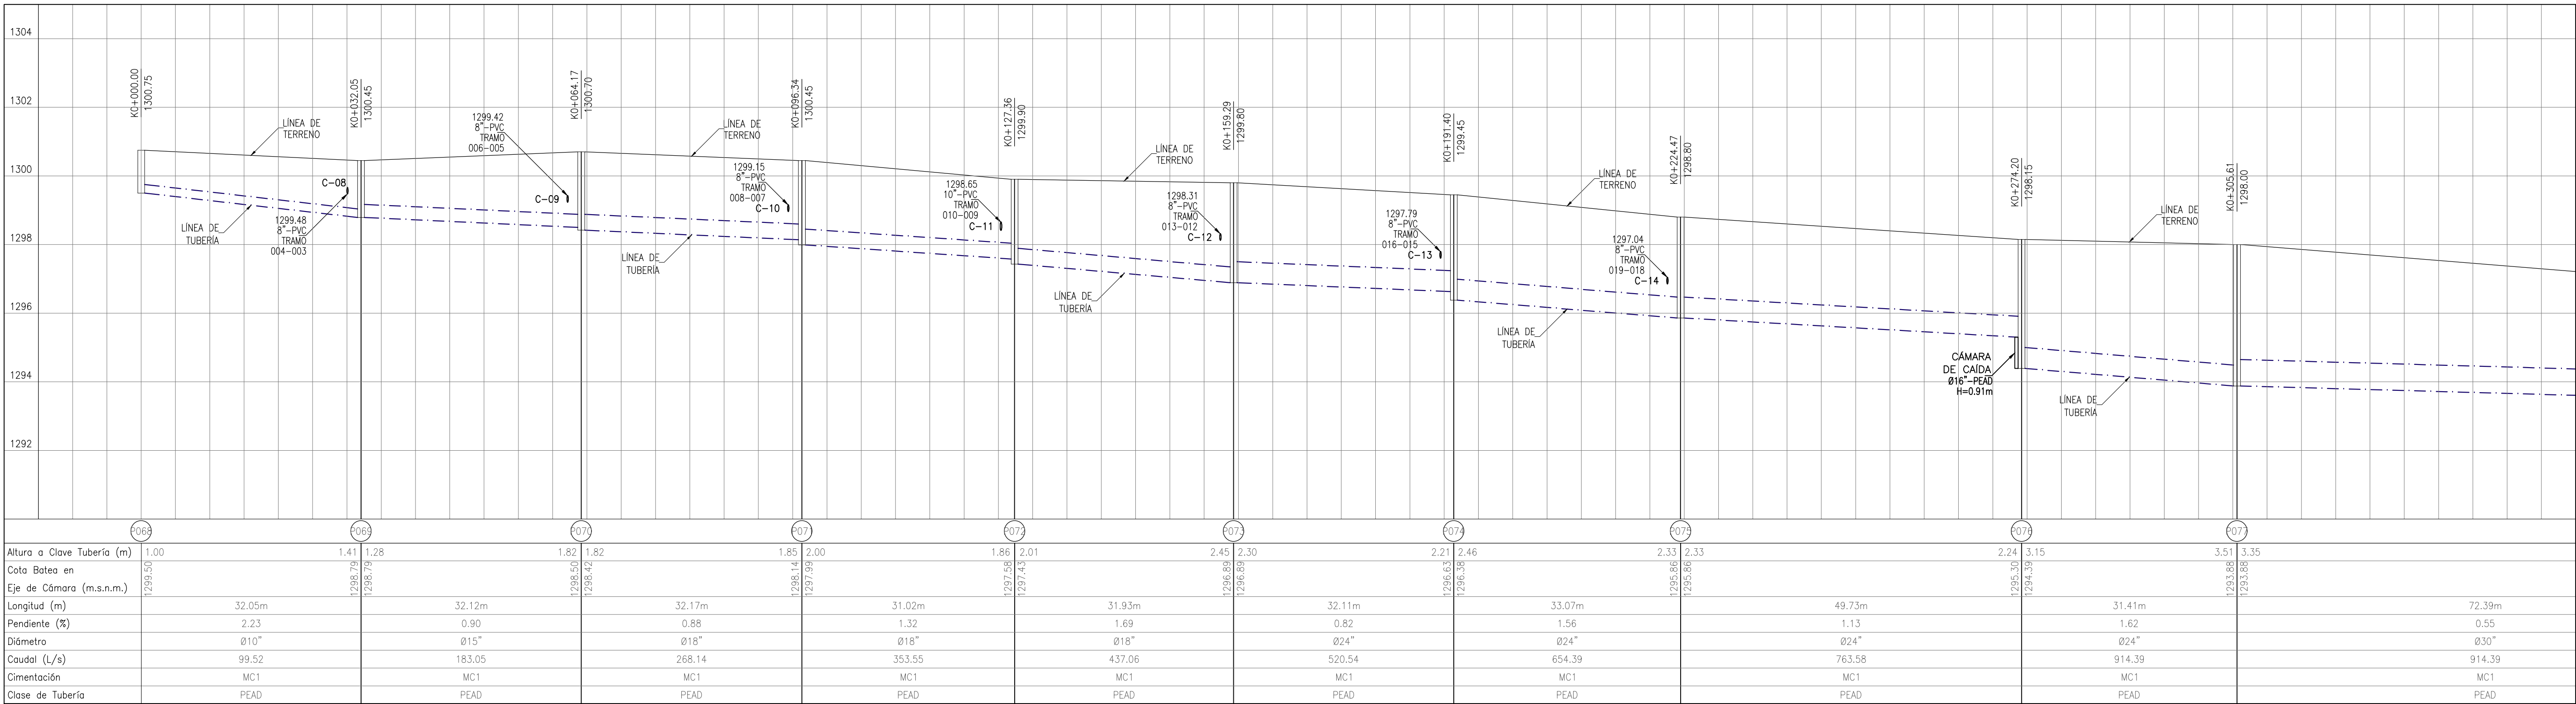 1304
1302
1300
1298
1296
1294
1292
K0+000.00
1300.75
K0+032.05
1300.45
K0+064.17
1300.70
K0+096.34
1300.45
K0+127.36
1299.90
K0+159.29
1299.80
K0+191.40
1299.45
K0+224.47
1298.80
K0+274.20
1298.15
K0+305.61
1298.00
LÍNEA DE
TERRENO
LÍNEA DE
TUBERÍA
C-08
1299.48
8"-PVC
TRAMO
004-003
1299.42
8"-PVC
TRAMO
006-005
C-09
LÍNEA DE
TUBERÍA
LÍNEA DE
TERRENO
1299.15
8"-PVC
TRAMO
008-007
C-10
1298.65
10"-PVC
TRAMO
010-009
C-11
LÍNEA DE
TUBERÍA
LÍNEA DE
TERRENO
1298.31
8"-PVC
TRAMO
013-012
C-12
1297.79
8"-PVC
TRAMO
016-015
C-13
LÍNEA DE
TUBERÍA
LÍNEA DE
TERRENO
1297.04
8"-PVC
TRAMO
019-018
C-14
CÁMARA
DE CAÍDA
Ø16"-PEAD
H=0.91m
LÍNEA DE
TUBERÍA
LÍNEA DE
TERRENO
P068 P069 P070 P071 P072 P073 P074 P075 P076 P077
Altura a Clave Tubería (m) 1.00 1.41 1.28 1.82 1.82 1.85 2.00 1.86 2.01 2.45 2.30 2.21 2.46 2.33 2.33 2.24 3.15 3.51 3.35
Cota Batea en
Eje de Cámara (m.s.n.m.) 1299.50 1298.79 1298.79 1298.50 1298.42 1298.14 1297.99 1297.58 1297.43 1296.89 1296.89 1296.63 1296.38 1295.86 1295.86 1295.30 1294.39 1293.88 1293.88
Longitud (m) 32.05m 32.12m 32.17m 31.02m 31.93m 32.11m 33.07m 49.73m 31.41m 72.39m
Pendiente (%) 2.23 0.90 0.88 1.32 1.69 0.82 1.56 1.13 1.62 0.55
Diámetro Ø10" Ø15" Ø18" Ø18" Ø18" Ø24" Ø24" Ø24" Ø24" Ø30"
Caudal (L/s) 99.52 183.05 268.14 353.55 437.06 520.54 654.39 763.58 914.39 914.39
Cimentación MC1 MC1 MC1 MC1 MC1 MC1 MC1 MC1 MC1 MC1
Clase de Tubería PEAD PEAD PEAD PEAD PEAD PEAD PEAD PEAD PEAD PEAD